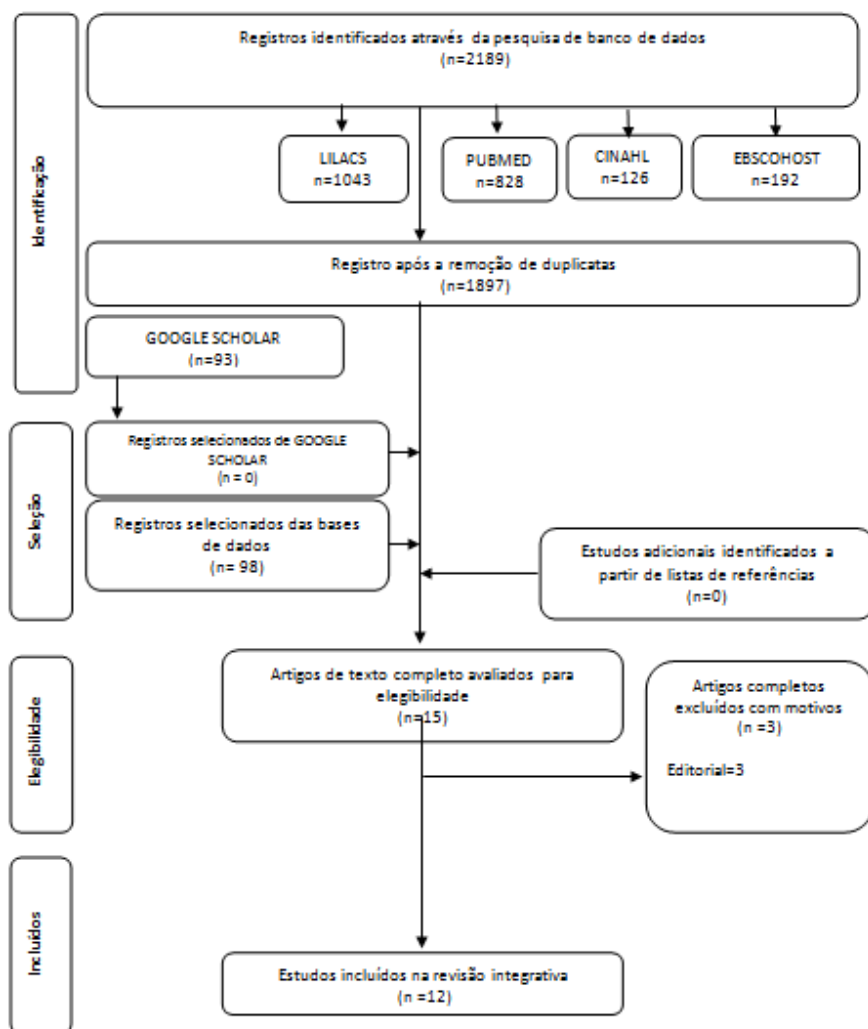 Identificação
Registros identificados através da pesquisa de banco de dados
(n=2189)
LILACS
n=1043
PUBMED
n=828
CINAHL
n=126
EBSCOHOST
n=192
Registro após a remoção de duplicatas
(n=1897)
GOOGLE SCHOLAR
(n=93)
Seleção
Registros selecionados de GOOGLE
SCHOLAR
(n = 0)
Registros selecionados das bases
de dados
(n= 98)
Estudos adicionais identificados a
partir de listas de referências
(n=0)
Elegibilidade
Artigos de texto completo avaliados para
elegibilidade
(n=15)
Artigos completos
excluídos com motivos
(n =3)
Editorial=3
Incluídos
Estudos incluídos na revisão integrativa
(n =12)